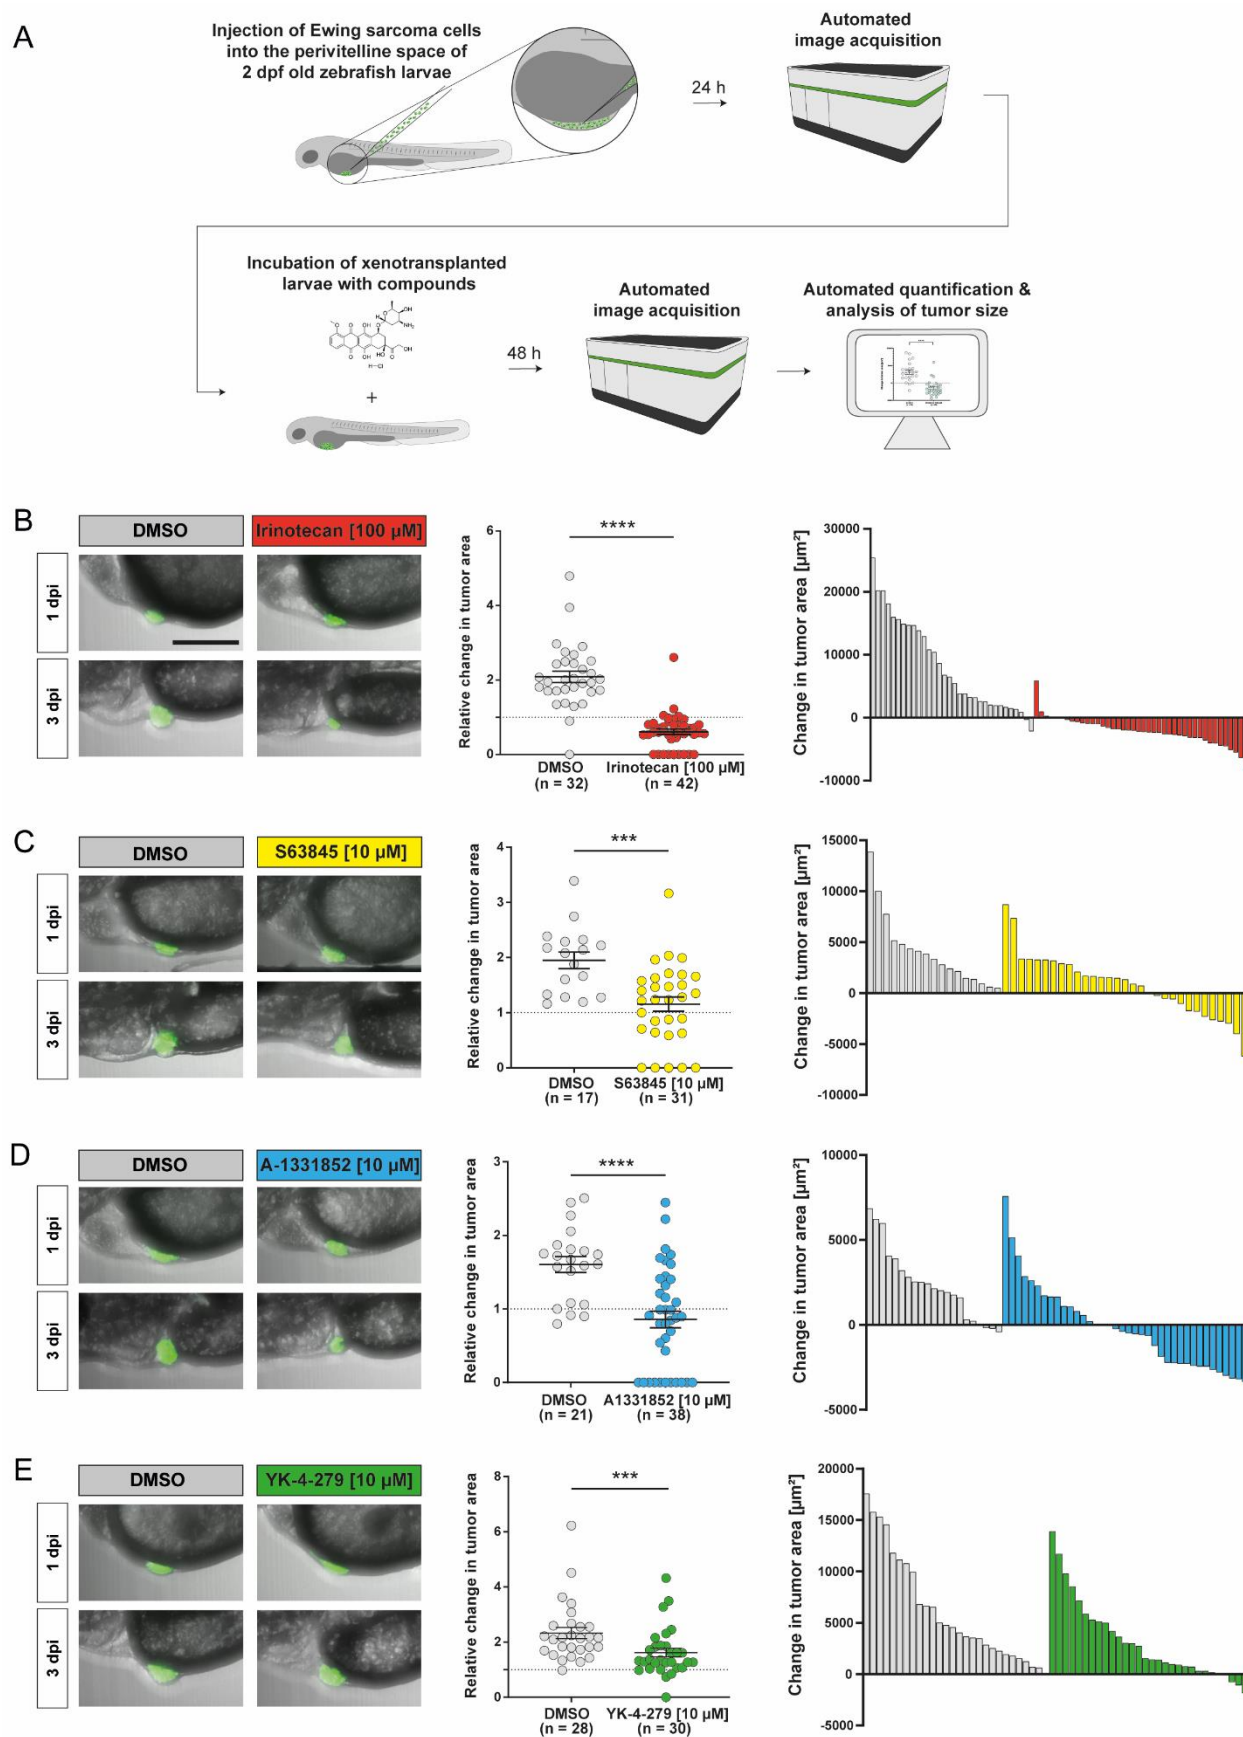 A
Injection of Ewing sarcoma cells
into the perivitelline space of
2 dpf old zebrafish larvae
24 h
Automated
image acquisition
Incubation of xenotransplanted
larvae with compounds
OH
NH₂
OH
OH
OH
H-Cl
+
48 h
Automated
image acquisition
Automated quantification &
analysis of tumor size
B
DMSO
Irinotecan [100 µM]
1 dpi
3 dpi
Relative change in tumor area
6
4
2
0
****
DMSO
(n = 32)
Irinotecan [100 µM]
(n = 42)
Change in tumor area [µm²]
30000
20000
10000
0
-10000
C
DMSO
S63845 [10 µM]
1 dpi
3 dpi
Relative change in tumor area
4
3
2
1
0
***
DMSO
(n = 17)
S63845 [10 µM]
(n = 31)
Change in tumor area [µm²]
15000
10000
5000
0
-5000
-10000
D
DMSO
A-1331852 [10 µM]
1 dpi
3 dpi
Relative change in tumor area
3
2
1
0
****
DMSO
(n = 21)
A1331852 [10 µM]
(n = 38)
Change in tumor area [µm²]
10000
5000
0
-5000
E
DMSO
YK-4-279 [10 µM]
1 dpi
3 dpi
Relative change in tumor area
8
6
4
2
0
***
DMSO
(n = 28)
YK-4-279 [10 µM]
(n = 30)
Change in tumor area [µm²]
20000
15000
10000
5000
0
-5000